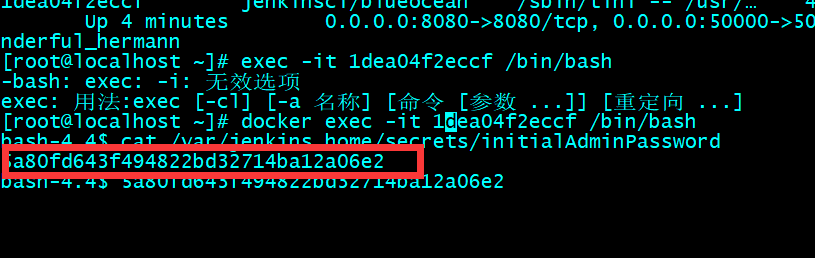 1dea04f2eccf        jenkinsci/blueocean   "/sbin/tini -- /usr/…   4
Up 4 minutes        0.0.0.0:8080->8080/tcp, 0.0.0.0:50000->50
nderful_hermann
[root@localhost ~]# exec -it 1dea04f2eccf /bin/bash
-bash: exec: -i: 无效选项
exec: 用法:exec [-cl] [-a 名称] [命令 [参数 ...]] [重定向 ...]
[root@localhost ~]# docker exec -it 1dea04f2eccf /bin/bash
bash-4.4$ cat /var/jenkins_home/secrets/initialAdminPassword
5a80fd643f494822bd32714ba12a06e2
bash-4.4$ 5a80fd643f494822bd32714ba12a06e2